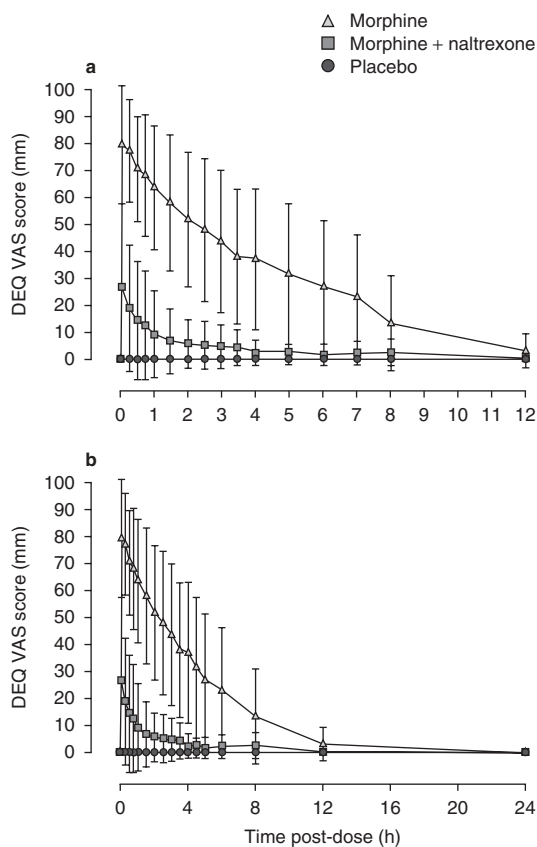 Morphine
Morphine + naltrexone
Placebo
a
100
90
80
70
60
50
40
30
20
10
0
DEQ VAS score (mm)
0 1 2 3 4 5 6 7 8 9 10 11 12
b
100
90
80
70
60
50
40
30
20
10
0
DEQ VAS score (mm)
0 4 8 12 16 20 24
Time post-dose (h)